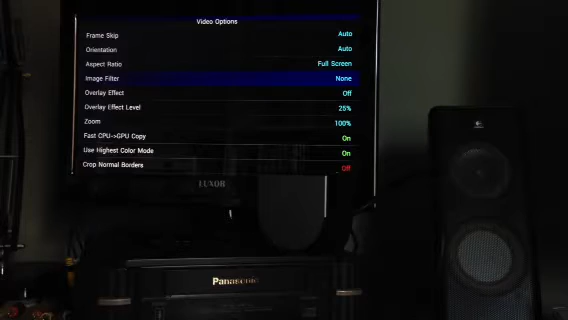 Video Options
Frame Skip Auto
Orientation Auto
Aspect Ratio Full Screen
Image Filter None
Overlay Effect Off
Overlay Effect Level 25%
Zoom 100%
Fast CPU->GPU Copy On
Use Highest Color Mode On
Crop Normal Borders Off
LUXOR
Panasonic